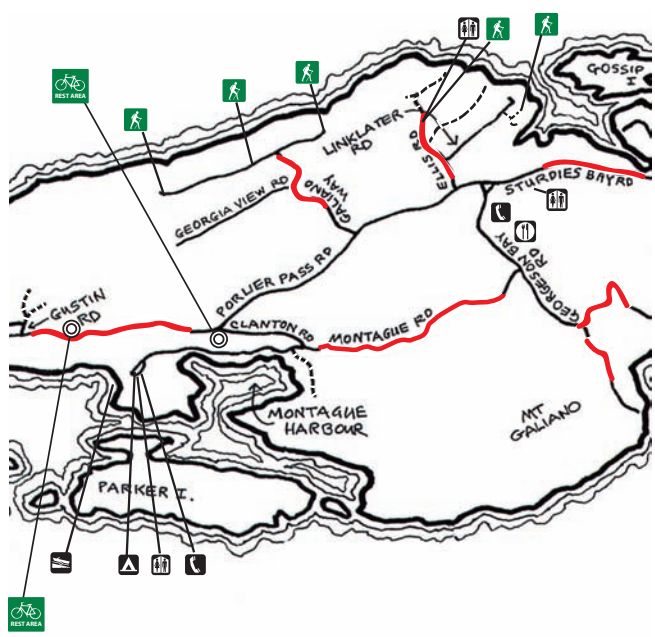 GOSSIP
I
REST AREA
LINKLATER
RD
ELLIS RD
STURDIES BAY RD
GALIANO
WAY
GEORGIA VIEW RD
GEORGESON BAY
RD
PORLIER PASS RD
GUSTIN
RD
CLANTON RD
MONTAGUE RD
MONTAGUE
HARBOUR
MT
GALIANO
PARKER I.
REST AREA